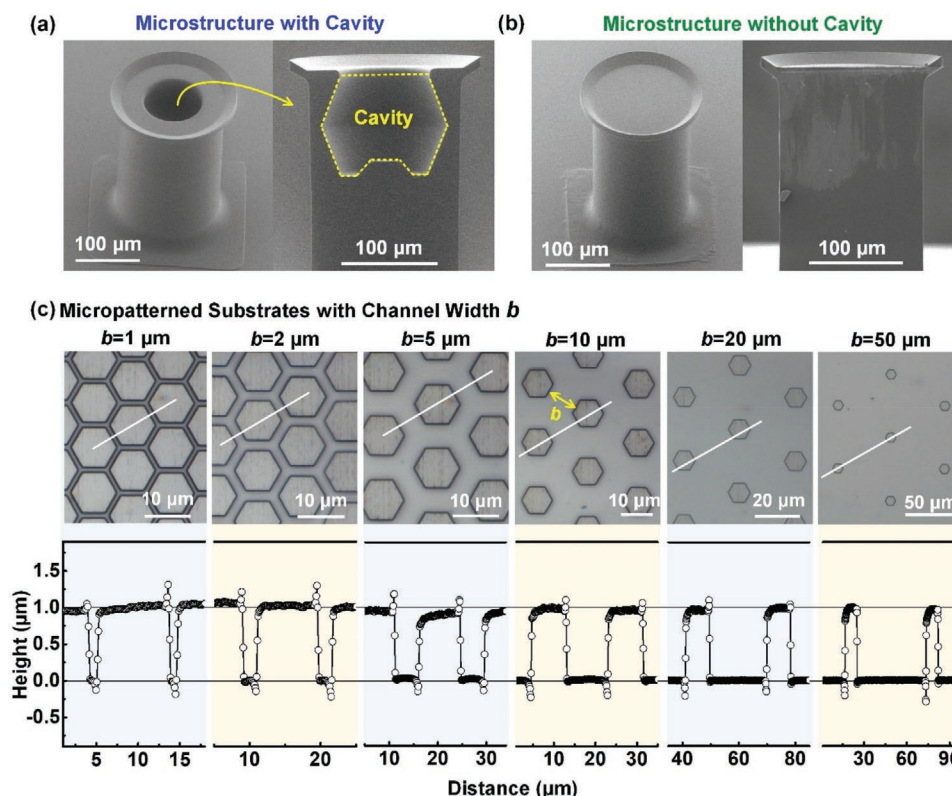 (a) Microstructure with Cavity
(b) Microstructure without Cavity
Cavity
100 µm
100 µm
100 µm
100 µm
(c) Micropatterned Substrates with Channel Width b
b=1 µm b=2 µm b=5 µm b=10 µm b=20 µm b=50 µm
b
10 µm 10 µm 10 µm 10 µm 20 µm 50 µm
Height (µm)
1.5
1.0
0.5
0.0
-0.5
5 10 15 10 20 10 20 30 10 20 30 40 60 80 30 60 90
Distance (µm)